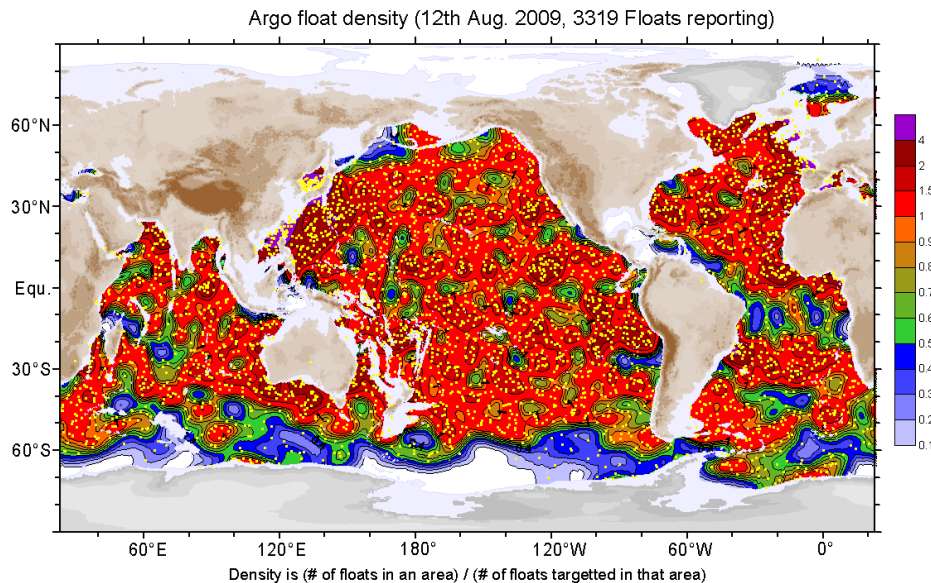 Argo float density (12th Aug. 2009, 3319 Floats reporting)
60°N
30°N
Equ.
30°S
60°S
60°E
120°E
180°
120°W
60°W
0°
4
2
1.5
1
0.9
0.8
0.7
0.6
0.5
0.4
0.3
0.2
0.1
Density is (# of floats in an area) / (# of floats targetted in that area)